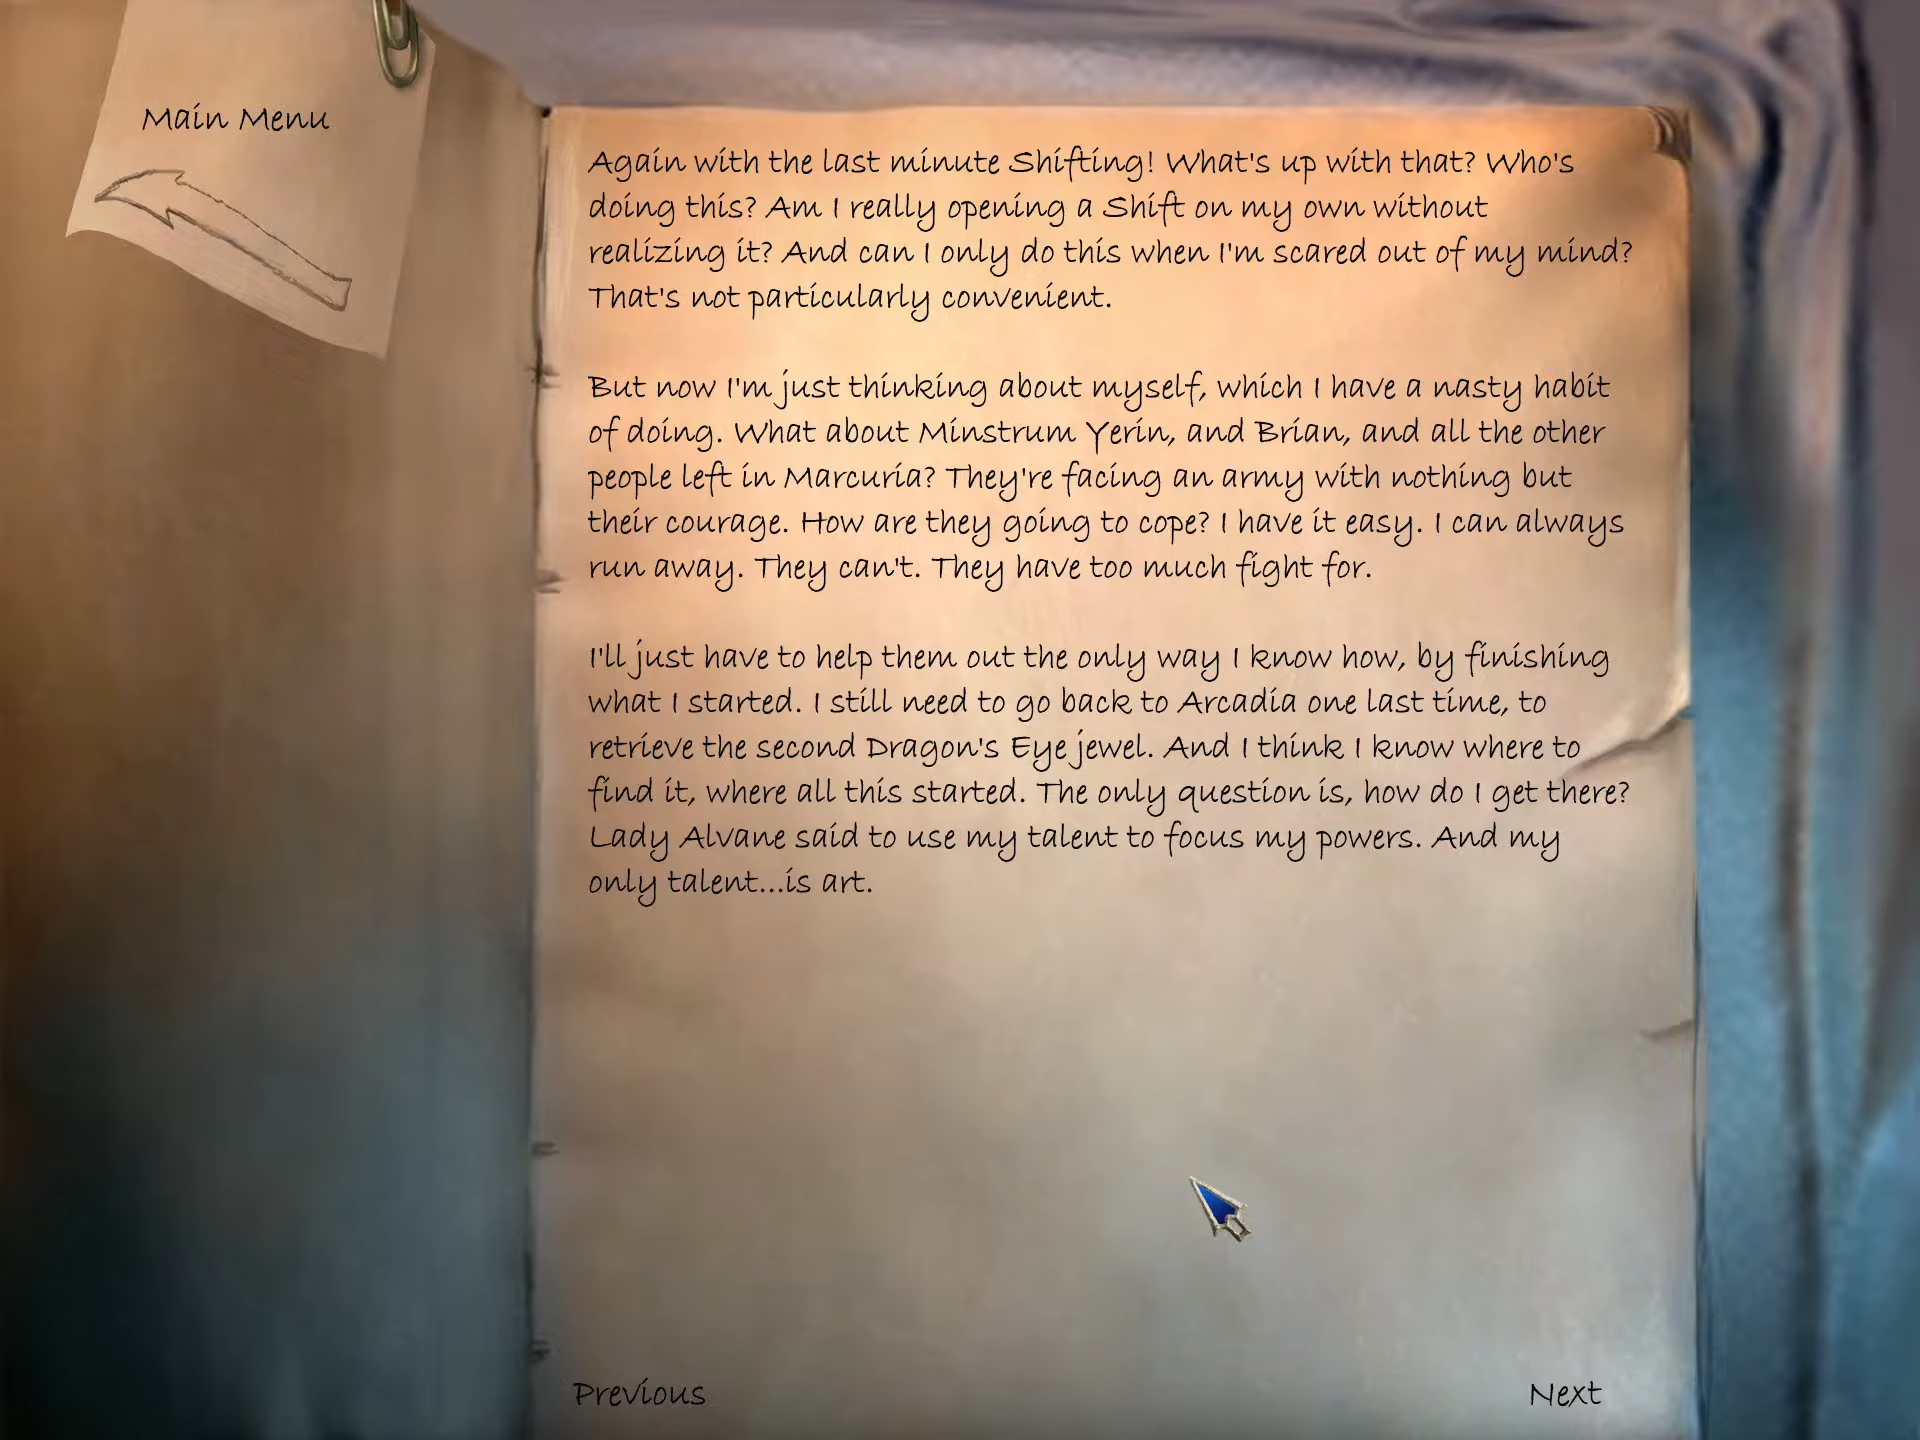 Main Menu
Again with the last minute Shifting! What's up with that? Who's
doing this? Am I really opening a Shift on my own without
realizing it? And can I only do this when I'm scared out of my mind?
That's not particularly convenient.
But now I'm just thinking about myself, which I have a nasty habit
of doing. What about Minstrum Yerin, and Brian, and all the other
people left in Marcuria? They're facing an army with nothing but
their courage. How are they going to cope? I have it easy. I can always
run away. They can't. They have too much fight for.
I'll just have to help them out the only way I know how, by finishing
what I started. I still need to go back to Arcadia one last time, to
retrieve the second Dragon's Eye jewel. And I think I know where to
find it, where all this started. The only question is, how do I get there?
Lady Alvane said to use my talent to focus my powers. And my
only talent...is art.
Previous
Next